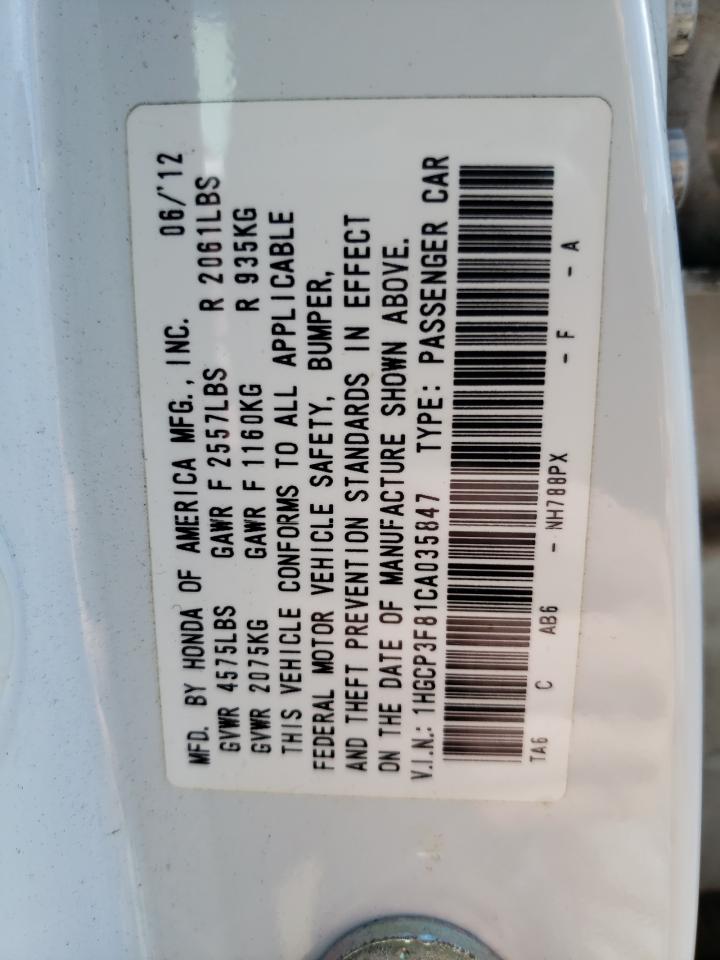 MFD. BY HONDA OF AMERICA MFG., INC. 06/'12
GVWR 4575LBS GAWR F 2557LBS R 2061LBS
GVWR 2075KG GAWR F 1160KG R 935KG
THIS VEHICLE CONFORMS TO ALL APPLICABLE
FEDERAL MOTOR VEHICLE SAFETY, BUMPER,
AND THEFT PREVENTION STANDARDS IN EFFECT
ON THE DATE OF MANUFACTURE SHOWN ABOVE.
V.I.N.: 1HGCP3F81CA035847 TYPE: PASSENGER CAR
TA6 C AB6 - NH788PX - F - A